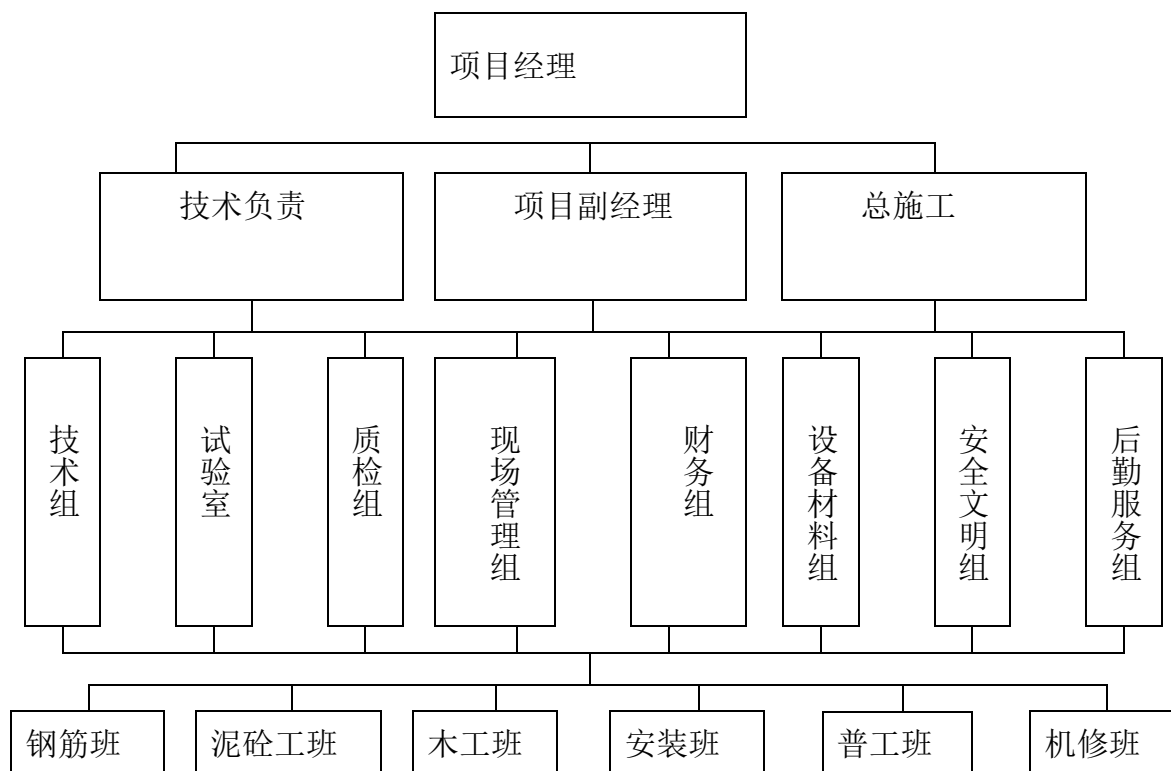 项目经理
技术负责
项目副经理
总施工
技术组
试验室
质检组
现场管理组
财务组
设备材料组
安全文明组
后勤服务组
钢筋班
泥砼工班
木工班
安装班
普工班
机修班